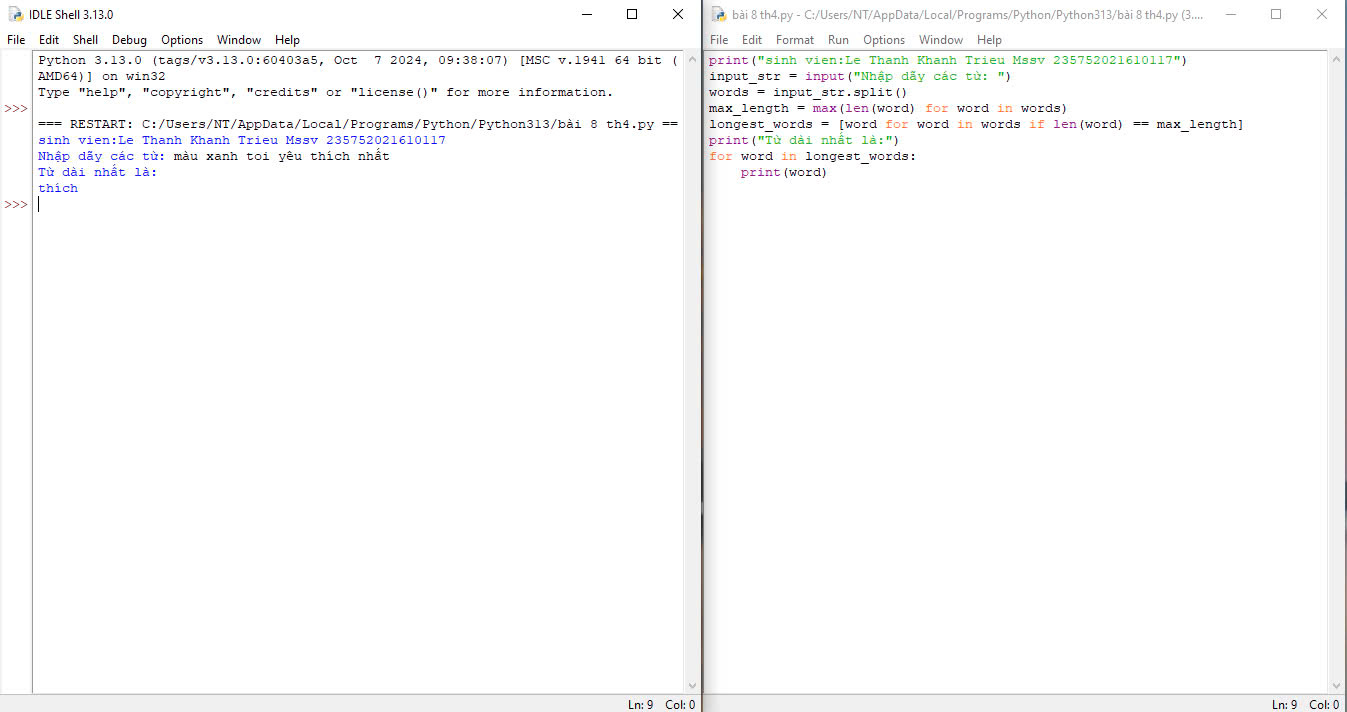 IDLE Shell 3.13.0
File Edit Shell Debug Options Window Help
Python 3.13.0 (tags/v3.13.0:60403a5, Oct  7 2024, 09:38:07) [MSC v.1941 64 bit (
AMD64)] on win32
Type "help", "copyright", "credits" or "license()" for more information.
>>>
=== RESTART: C:/Users/NT/AppData/Local/Programs/Python/Python313/bài 8 th4.py ==
sinh vien:Le Thanh Khanh Trieu Mssv 235752021610117
Nhập dãy các từ: màu xanh toi yêu thích nhất
Từ dài nhất là:
thích
>>>
Ln: 9 Col: 0
bài 8 th4.py - C:/Users/NT/AppData/Local/Programs/Python/Python313/bài 8 th4.py (3....
File Edit Format Run Options Window Help
print("sinh vien:Le Thanh Khanh Trieu Mssv 235752021610117")
input_str = input("Nhập dãy các từ: ")
words = input_str.split()
max_length = max(len(word) for word in words)
longest_words = [word for word in words if len(word) == max_length]
print("Từ dài nhất là:")
for word in longest_words:
    print(word)
Ln: 9 Col: 0